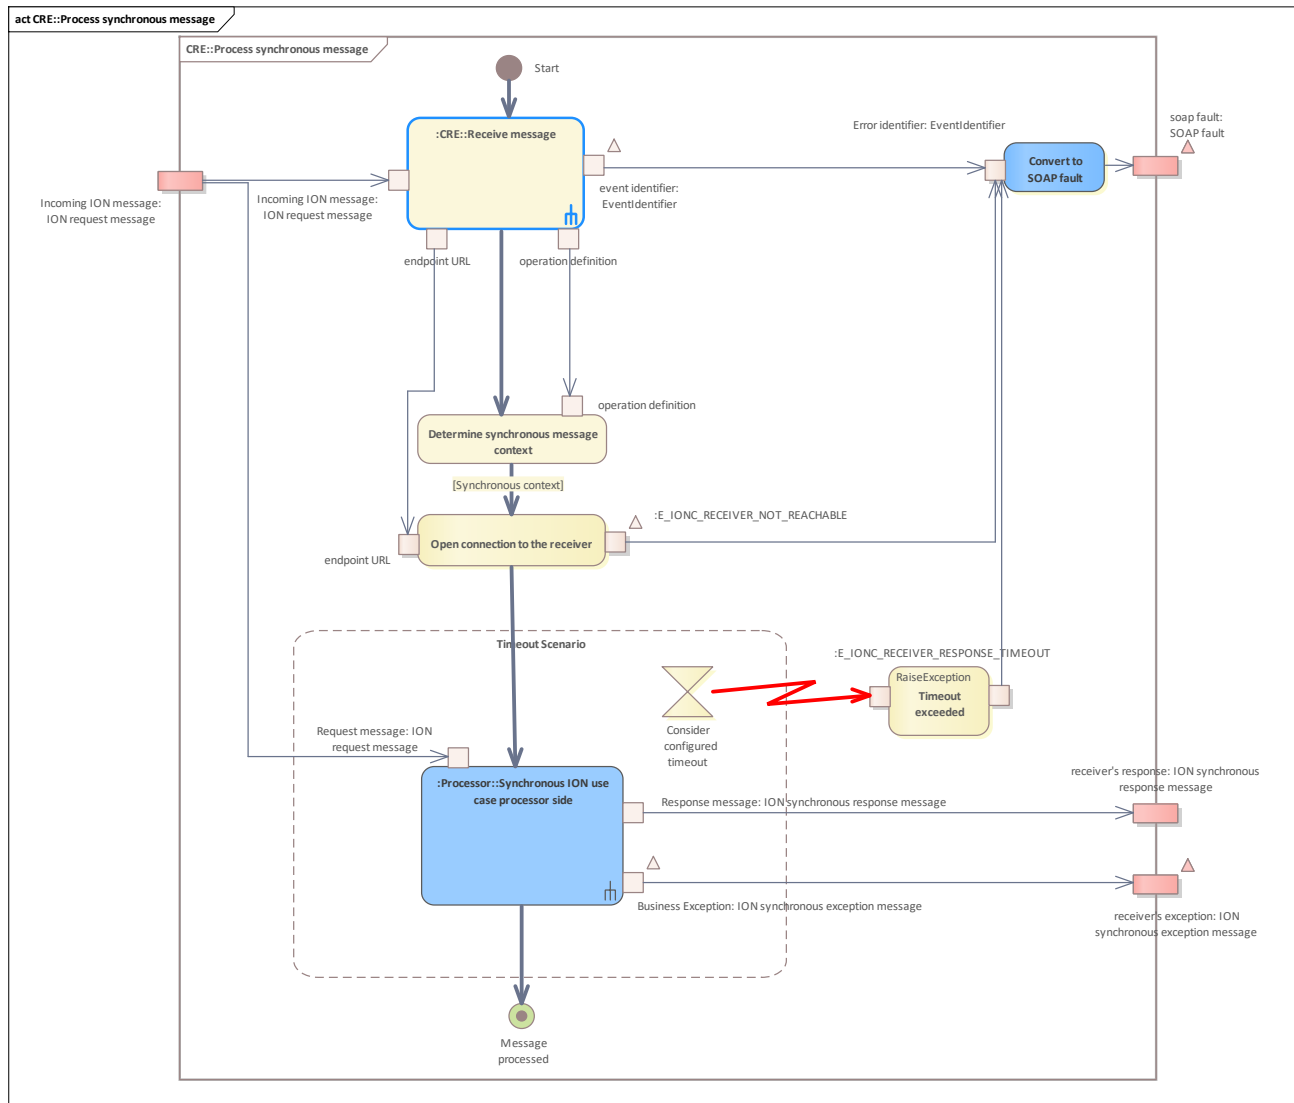 act CRE::Process synchronous message
CRE::Process synchronous message
Start
:CRE::Receive message
Error identifier: EventIdentifier
soap fault:
SOAP fault
Convert to
SOAP fault
Incoming ION message:
ION request message
Incoming ION message:
ION request message
event identifier:
EventIdentifier
endpoint URL
operation definition
operation definition
Determine synchronous message
context
[Synchronous context]
:E_IONC_RECEIVER_NOT_REACHABLE
Open connection to the receiver
endpoint URL
Timeout Scenario
:E_IONC_RECEIVER_RESPONSE_TIMEOUT
RaiseException
Timeout
exceeded
Consider
configured
timeout
Request message: ION
request message
:Processor::Synchronous ION use
case processor side
receiver's response: ION synchronous
response message
Response message: ION synchronous response message
Business Exception: ION synchronous exception message
receiver's exception: ION
synchronous exception message
Message
processed